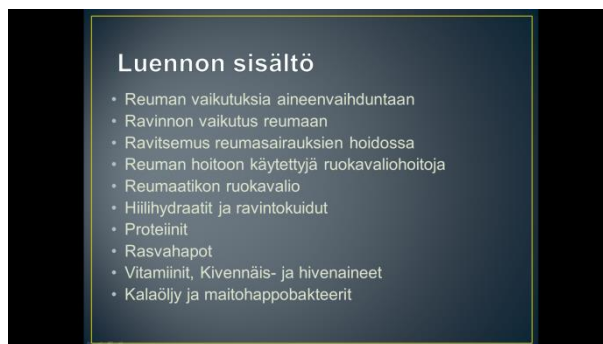 Luennon sisältö
• Reuman vaikutuksia aineenvaihduntaan
• Ravinnon vaikutus reumaan
• Ravitsemus reumasairauksien hoidossa
• Reuman hoitoon käytettyjä ruokavaliohoitoja
• Reumaatikon ruokavalio
• Hiilihydraatit ja ravintokuidut
• Proteiinit
• Rasvahapot
• Vitamiinit, Kivennäis- ja hivenaineet
• Kalaöljy ja maitohappobakteerit